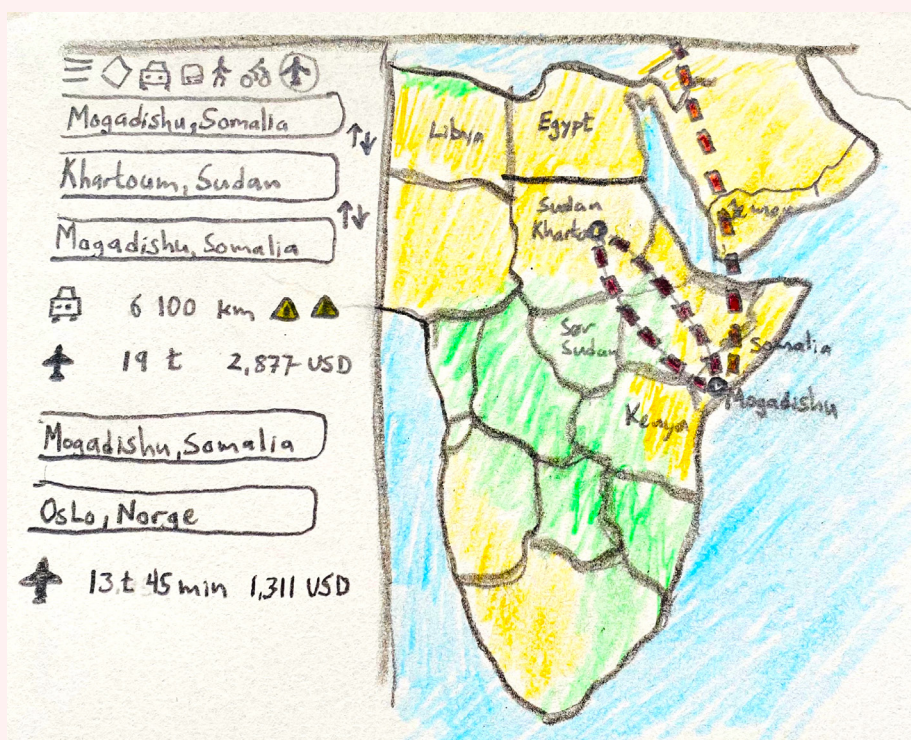 Mogadishu, Somalia
Khartoum, Sudan
Mogadishu, Somalia
6 100 km
19 t 2,877 USD
Mogadishu, Somalia
Oslo, Norge
13 t 45 min 1,311 USD
Libya
Egypt
Sudan
Yemen
Sør
Sudan
Somalia
Kenya
Mogadishu